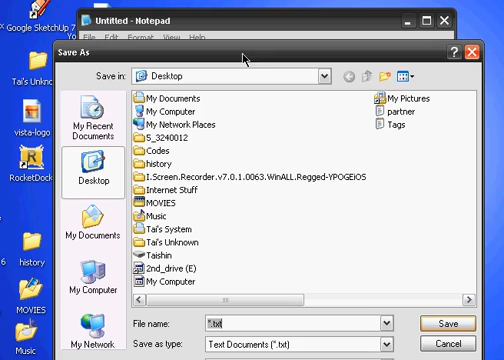 Google SketchUp 7
Untitled - Notepad
File Edit Format View Help
Save As
Save in:
Desktop
Tai's Unknc
vista-logo
RocketDock
history
6
MOVIES
Music
My Recent
Documents
Desktop
My Documents
My Computer
My Network
My Documents
My Computer
My Network Places
5_3240012
Codes
history
I.Screen.Recorder.v7.0.1.0063.WinALL.Regged-YPOGEiOS
Internet Stuff
MOVIES
Music
Tai's System
Tai's Unknown
Taishin
2nd_drive (E)
My Computer
My Pictures
partner
Tags
File name:
*.txt
Save
Save as type:
Text Documents (*.txt)
Cancel